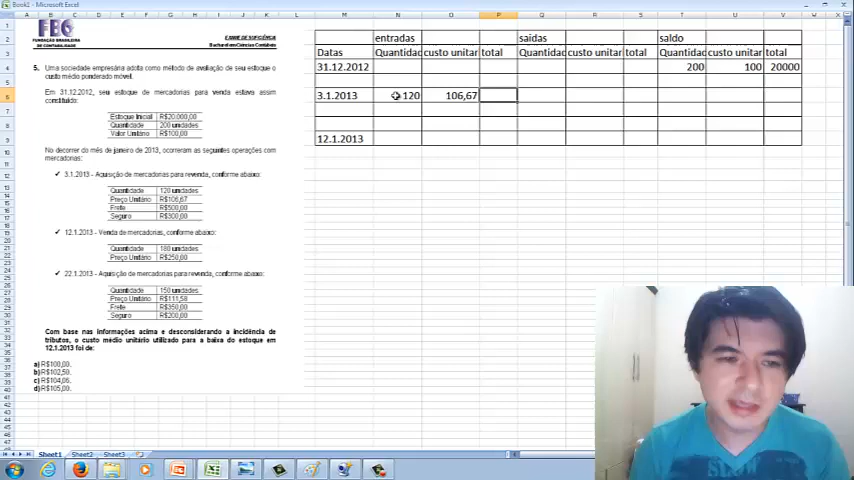 Book1 - Microsoft Excel
M N O P Q R S T U V W
FBC
FUNDAÇÃO BRASILEIRA
DE CONTABILIDADE
EXAME DE SUFICIÊNCIA
Bacharel em Ciências Contábeis
5. Uma sociedade empresária adota como método de avaliação de seu estoque o
custo médio ponderado móvel.
Em 31.12.2012, seu estoque de mercadorias para venda estava assim
constituído:
Estoque Inicial R$20.000,00
Quantidade 200 unidades
Valor Unitário R$100,00
No decorrer do mês de janeiro de 2013, ocorreram as seguintes operações com
mercadorias:
✓ 3.1.2013 - Aquisição de mercadorias para revenda, conforme abaixo:
Quantidade 120 unidades
Preço Unitário R$106,67
Frete R$500,00
Seguro R$300,00
✓ 12.1.2013 - Venda de mercadorias, conforme abaixo:
Quantidade 180 unidades
Preço Unitário R$250,00
✓ 22.1.2013 - Aquisição de mercadorias para revenda, conforme abaixo:
Quantidade 150 unidades
Preço Unitário R$111,58
Frete R$350,00
Seguro R$200,00
Com base nas informações acima e desconsiderando a incidência de
tributos, o custo médio unitário utilizado para a baixa do estoque em
12.1.2013 foi de:
a) R$100,00.
b) R$102,50.
c) R$104,06.
d) R$105,00.
entradas saídas saldo
Datas Quantidad custo unitar total Quantidad custo unitar total Quantidad custo unitar total
31.12.2012 200 100 20000
3.1.2013 120 106,67
12.1.2013
Sheet1 Sheet2 Sheet3